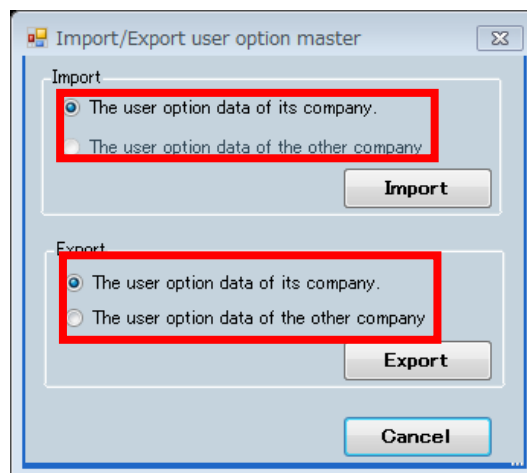 Import/Export user option master
Import
The user option data of its company.
The user option data of the other company
Import
Export
The user option data of its company.
The user option data of the other company
Export
Cancel